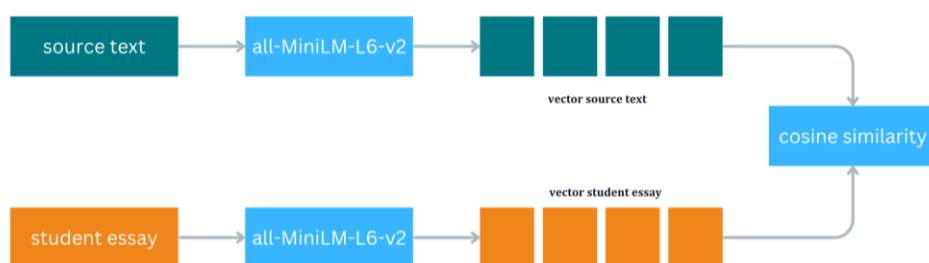 source text
all-MiniLM-L6-v2
vector source text
cosine similarity
vector student essay
student essay
all-MiniLM-L6-v2